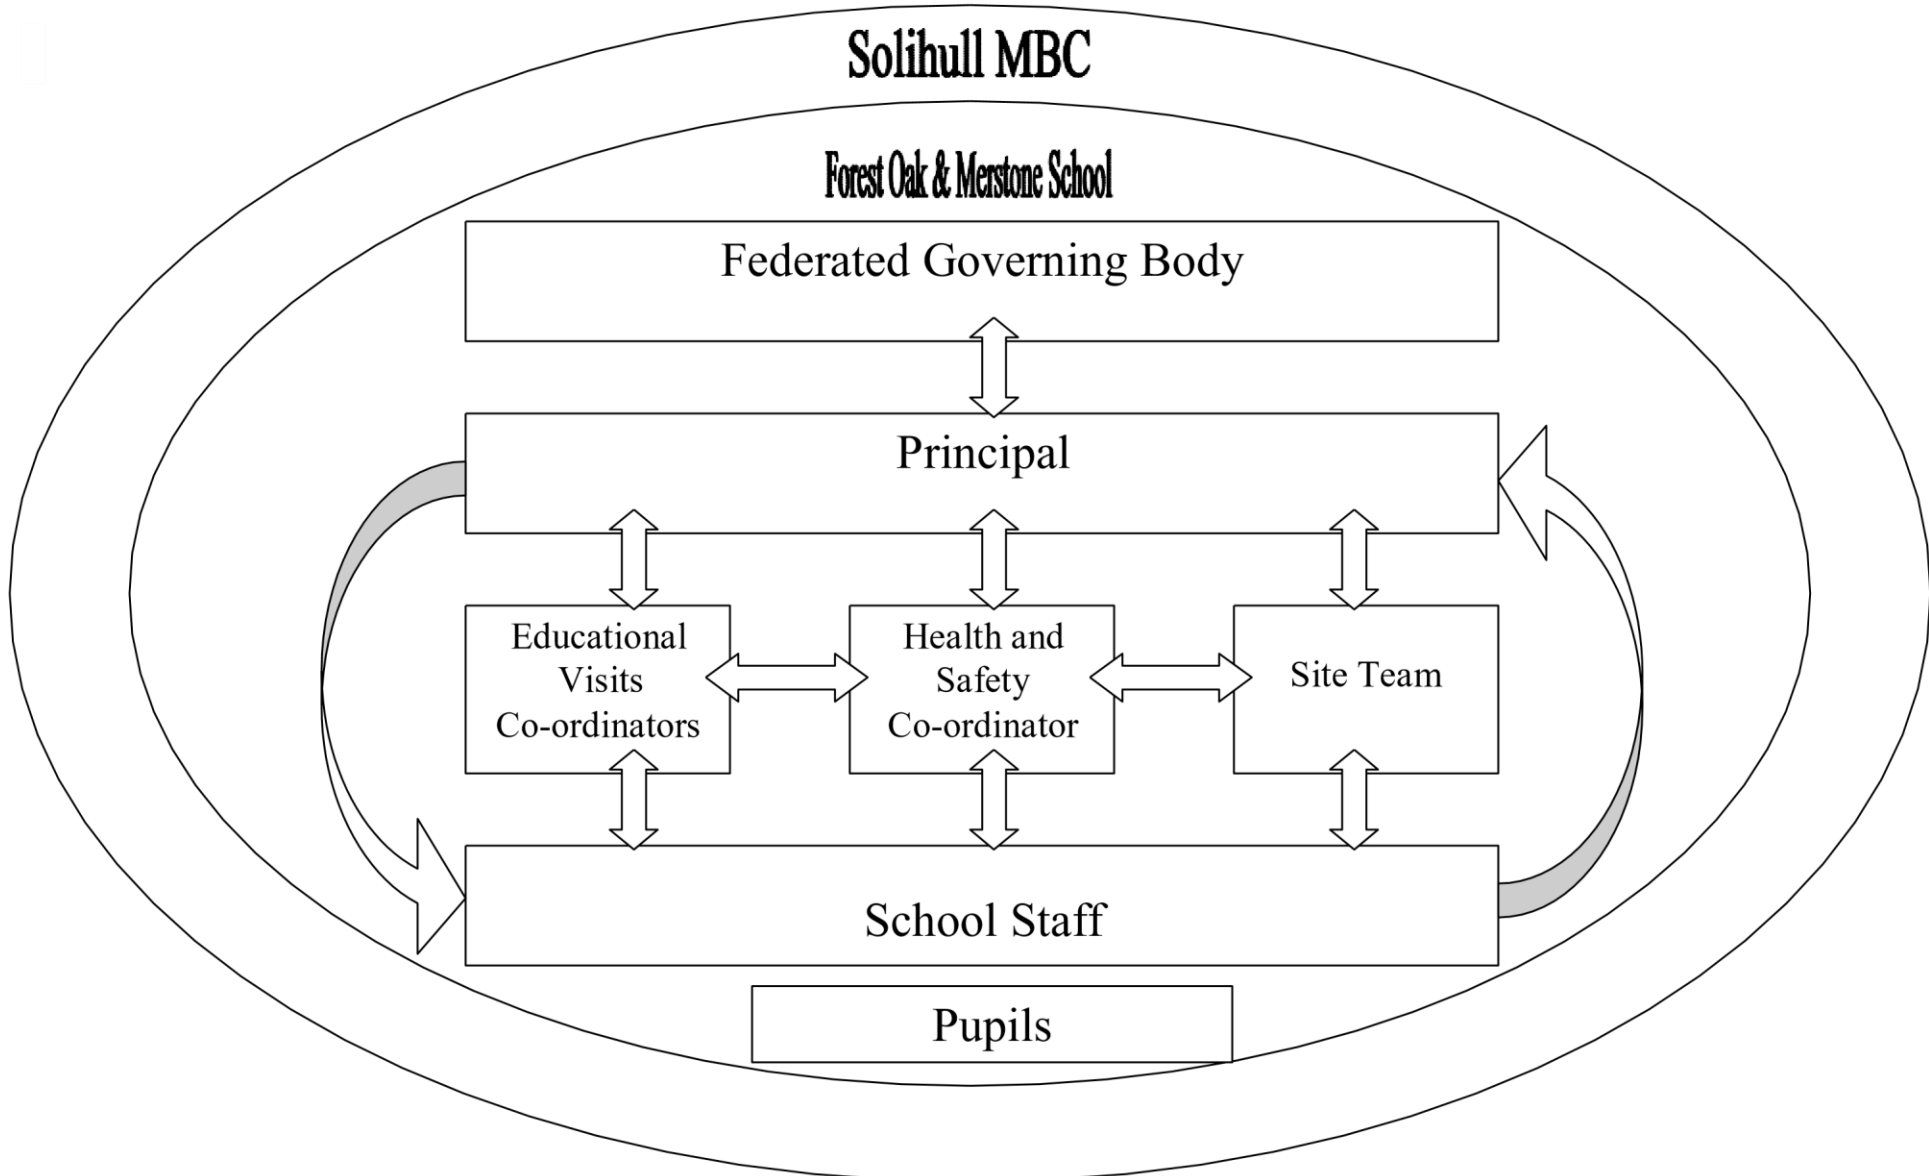 Solihull MBC
Forest Oak & Merstone School
Federated Governing Body
Principal
Educational
Visits
Co-ordinators
Health and
Safety
Co-ordinator
Site Team
School Staff
Pupils